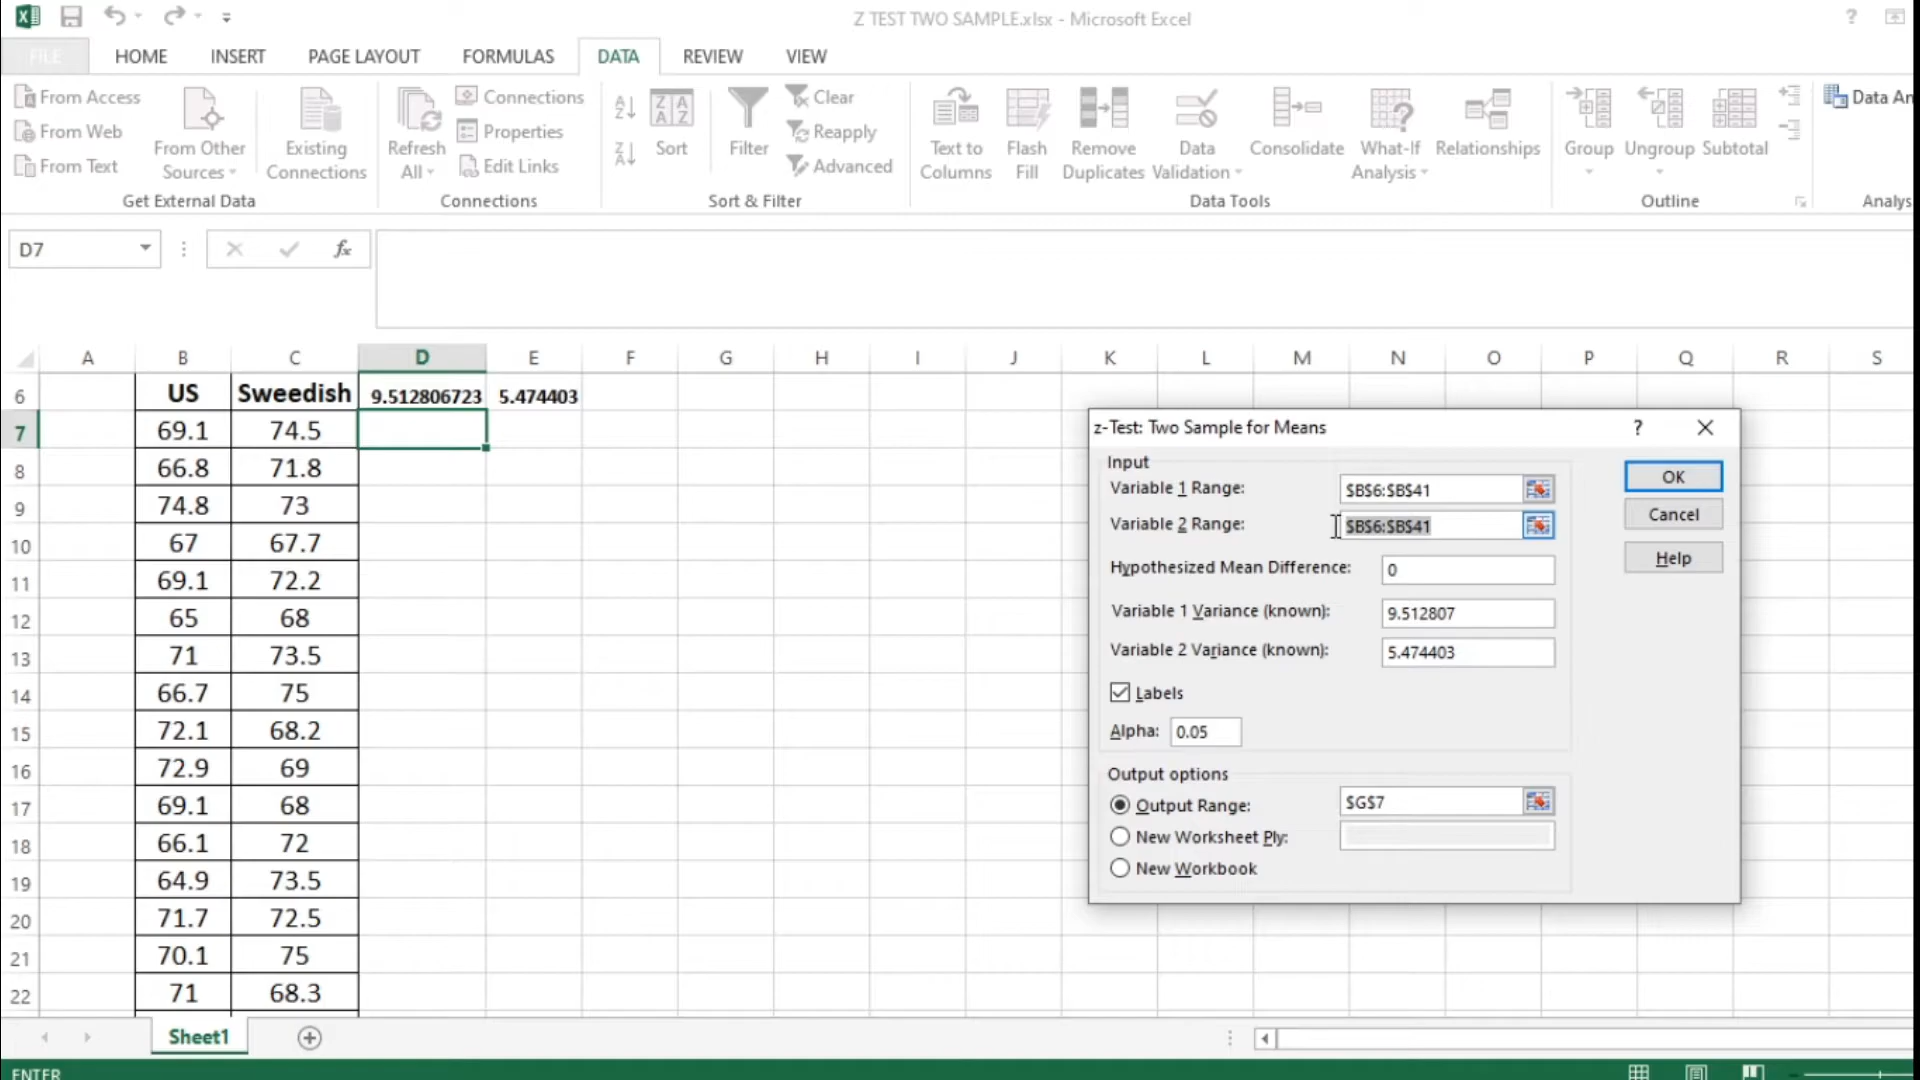 Z TEST TWO SAMPLE.xlsx - Microsoft Excel
?
FILE HOME INSERT PAGE LAYOUT FORMULAS DATA REVIEW VIEW
From Access
From Web
From Text
From Other
Sources
Existing
Connections
Get External Data
Refresh
All
Connections
Properties
Edit Links
Connections
Sort
Filter
Clear
Reapply
Advanced
Sort & Filter
Text to
Columns
Flash
Fill
Remove
Duplicates
Data
Validation
Consolidate
What-If
Analysis
Relationships
Data Tools
Group
Ungroup
Subtotal
Outline
Data An
Analys
D7
fx
A B C D E F G H I J K L M N O P Q R S
6 US Sweedish 9.512806723 5.474403
7 69.1 74.5
8 66.8 71.8
9 74.8 73
10 67 67.7
11 69.1 72.2
12 65 68
13 71 73.5
14 66.7 75
15 72.1 68.2
16 72.9 69
17 69.1 68
18 66.1 72
19 64.9 73.5
20 71.7 72.5
21 70.1 75
22 71 68.3
z-Test: Two Sample for Means
?
Input
Variable 1 Range: $B$6:$B$41
Variable 2 Range: $B$6:$B$41
Hypothesized Mean Difference: 0
Variable 1 Variance (known): 9.512807
Variable 2 Variance (known): 5.474403
Labels
Alpha: 0.05
Output options
Output Range: $G$7
New Worksheet Ply:
New Workbook
OK
Cancel
Help
Sheet1
ENTER